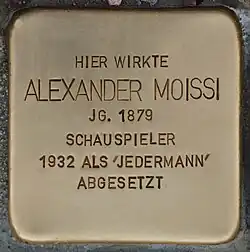 HIER WIRKTE
ALEXANDER MOISSI
JG. 1879
SCHAUSPIELER
1932 ALS 'JEDERMANN'
ABGESETZT